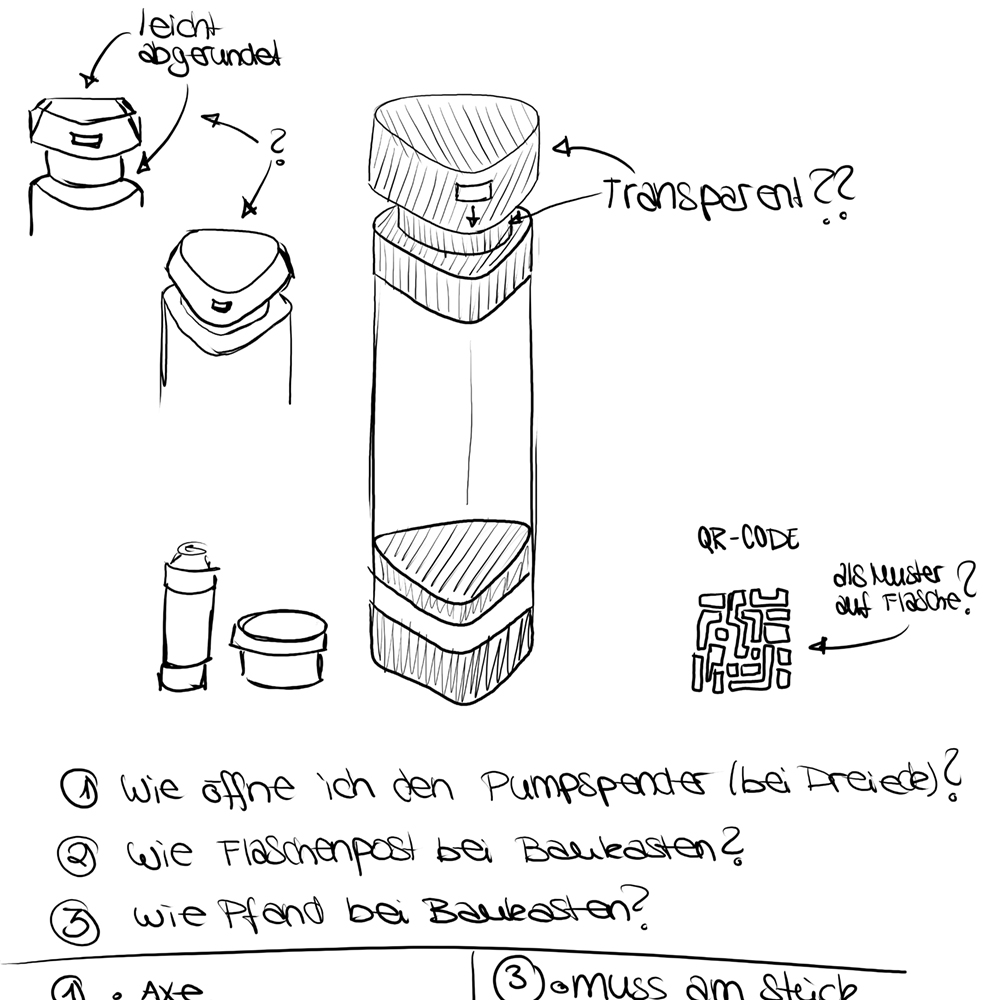 leicht
abgerundet
?
Transparent??
QR-CODE
als Muster
auf Flasche?
① Wie öffne ich den Pumpspender (bei Dreieck)?
② Wie Flaschenpost bei Baukasten?
③ Wie Pfand bei Baukasten?
① • Axe
③ • muss am Stück